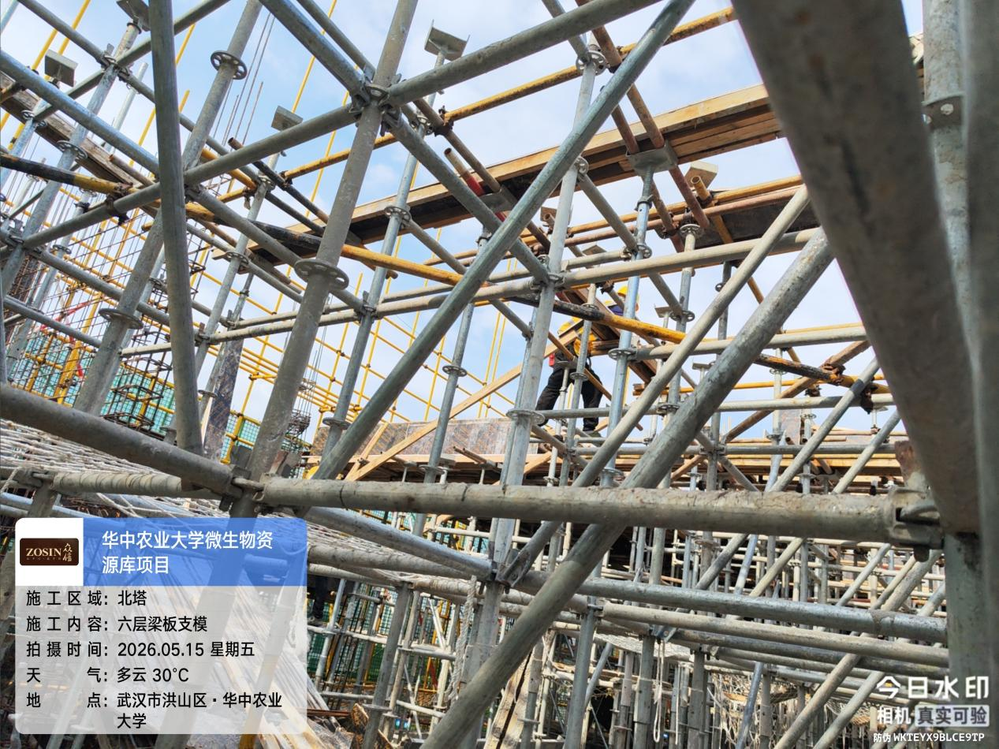 ZOSIN 众信
华中农业大学微生物资
源库项目
施工区域：北塔
施工内容：六层梁板支模
拍摄时间：2026.05.15 星期五
天气：多云 30℃
地点：武汉市洪山区·华中农业
大学
今日水印
相机 真实可验
防伪 WKTEYX9BLCE9TP